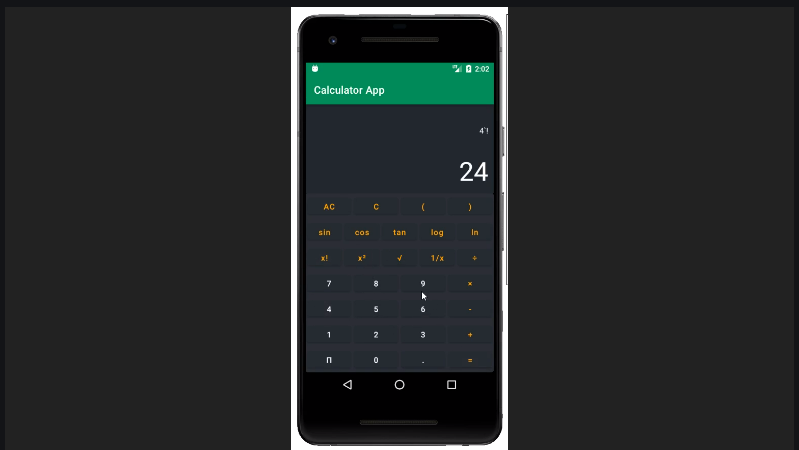 2:02
Calculator App
4`!
24
AC C ( )
sin cos tan log ln
x! x² √ 1/x ÷
7 8 9 ×
4 5 6 -
1 2 3 +
П 0 . =